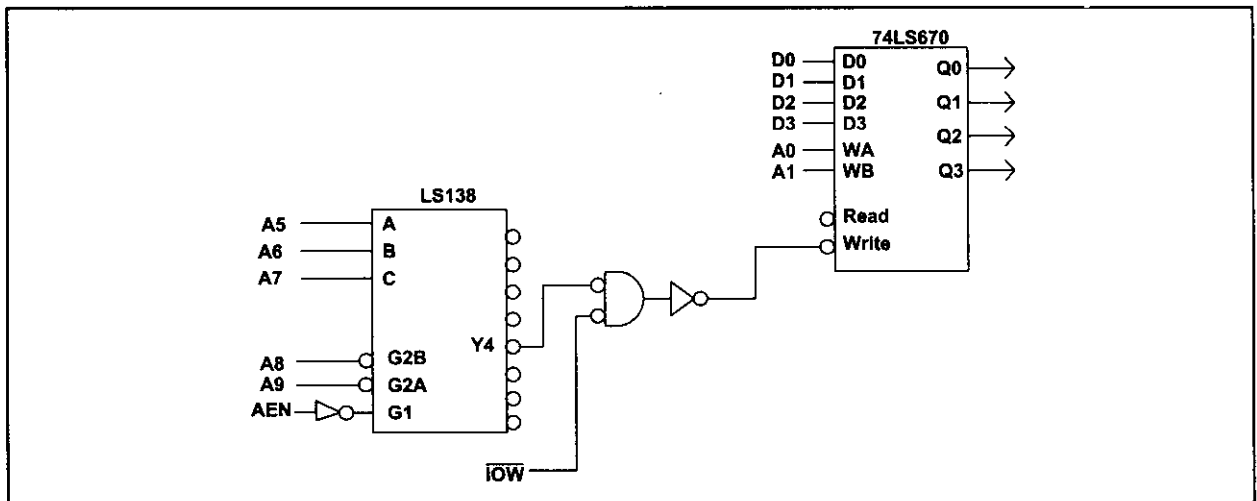 74LS670
D0 D0 Q0
D1 D1 Q1
D2 D2 Q2
D3 D3 Q3
A0 WA
A1 WB
Read
Write
LS138
A5 A
A6 B
A7 C
Y4
A8 G2B
A9 G2A
AEN G1
IOW